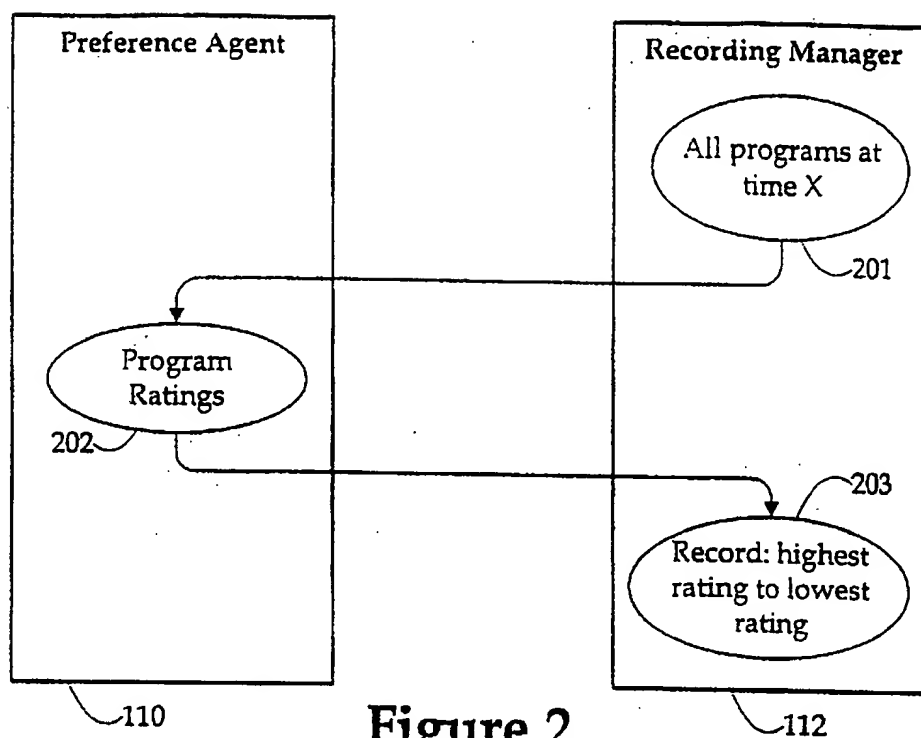 Preference Agent
Recording Manager
All programs at
time X
201
Program
Ratings
202
203
Record: highest
rating to lowest
rating
110
112
Figure 2